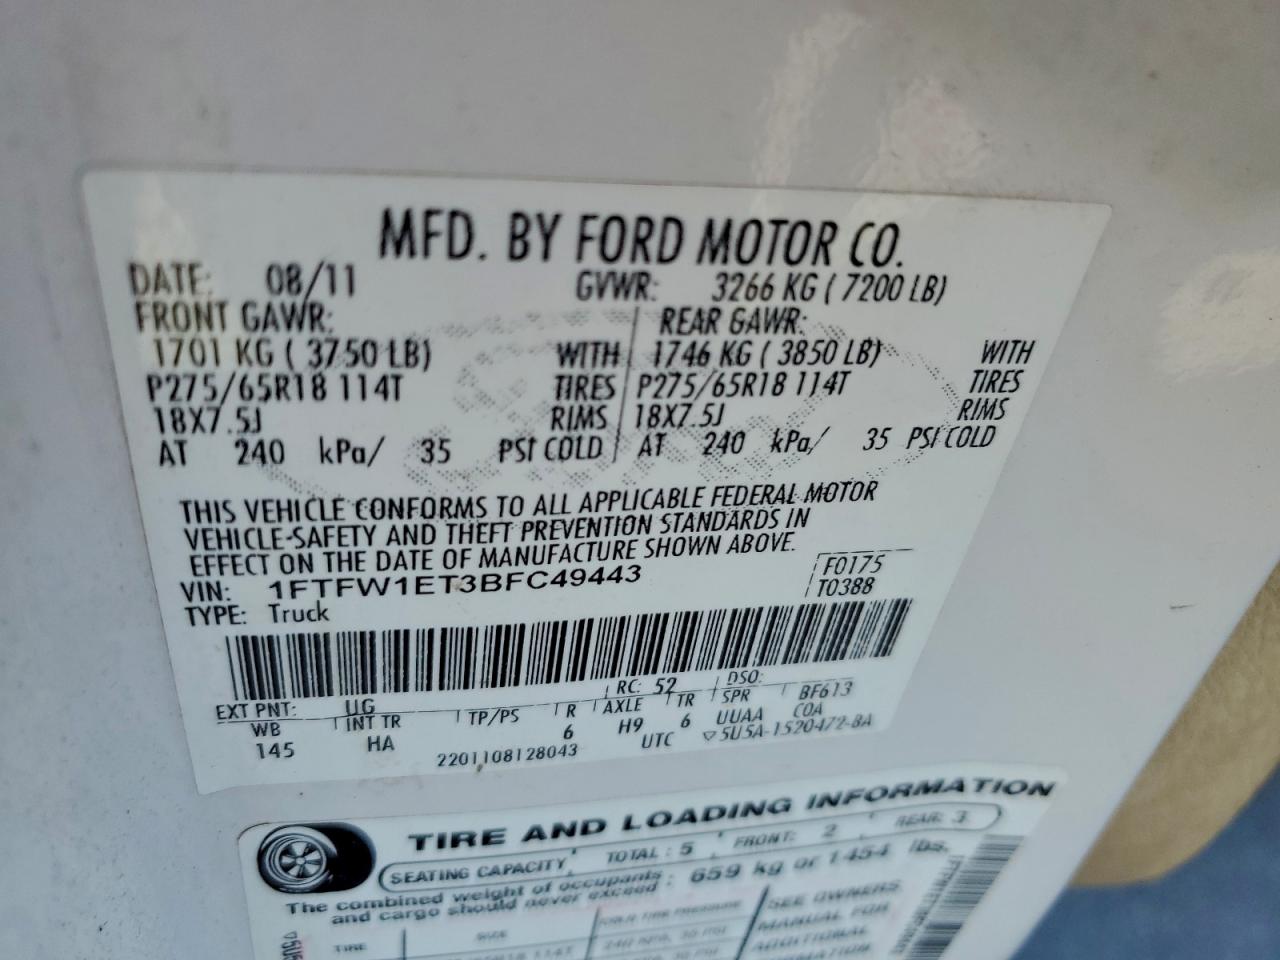 MFD. BY FORD MOTOR CO.
DATE: 08/11 GVWR: 3266 KG ( 7200 LB)
FRONT GAWR: REAR GAWR:
1701 KG ( 3750 LB) WITH 1746 KG ( 3850 LB) WITH
P275/65R18 114T TIRES P275/65R18 114T TIRES
18X7.5J RIMS 18X7.5J RIMS
AT 240 kPa/ 35 PSI COLD AT 240 kPa/ 35 PSI COLD
THIS VEHICLE CONFORMS TO ALL APPLICABLE FEDERAL MOTOR
VEHICLE-SAFETY AND THEFT PREVENTION STANDARDS IN
EFFECT ON THE DATE OF MANUFACTURE SHOWN ABOVE.
VIN: 1FTFW1ET3BFC49443 F0175
TYPE: Truck T0388
EXT PNT: UG RC: 52 DSO:
WB INT TR TP/PS R AXLE TR SPR BF613
145 HA 6 H9 6 UUAA COA
2201108128043 UTC ▽5U5A-1520472-BA
TIRE AND LOADING INFORMATION
SEATING CAPACITY TOTAL : 5 FRONT: 2 REAR: 3
The combined weight of occupants : 659 kg or 1454 lbs.
and cargo should never exceed
TIRE SIZE COLD TIRE PRESSURE SEE OWNERS
MANUAL FOR
ADDITIONAL